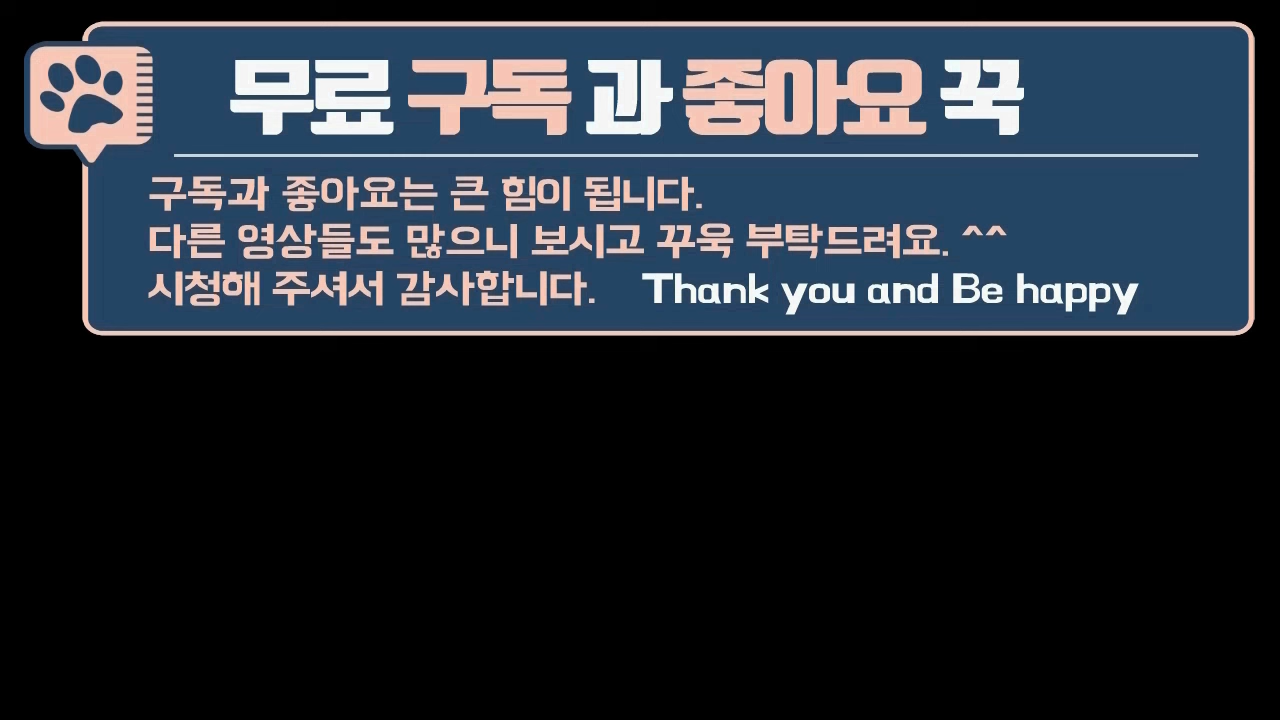 무료 구독과 좋아요 꾹
구독과 좋아요는 큰 힘이 됩니다.
다른 영상들도 많으니 보시고 꾸욱 부탁드려요. ^^
시청해 주셔서 감사합니다. Thank you and Be happy